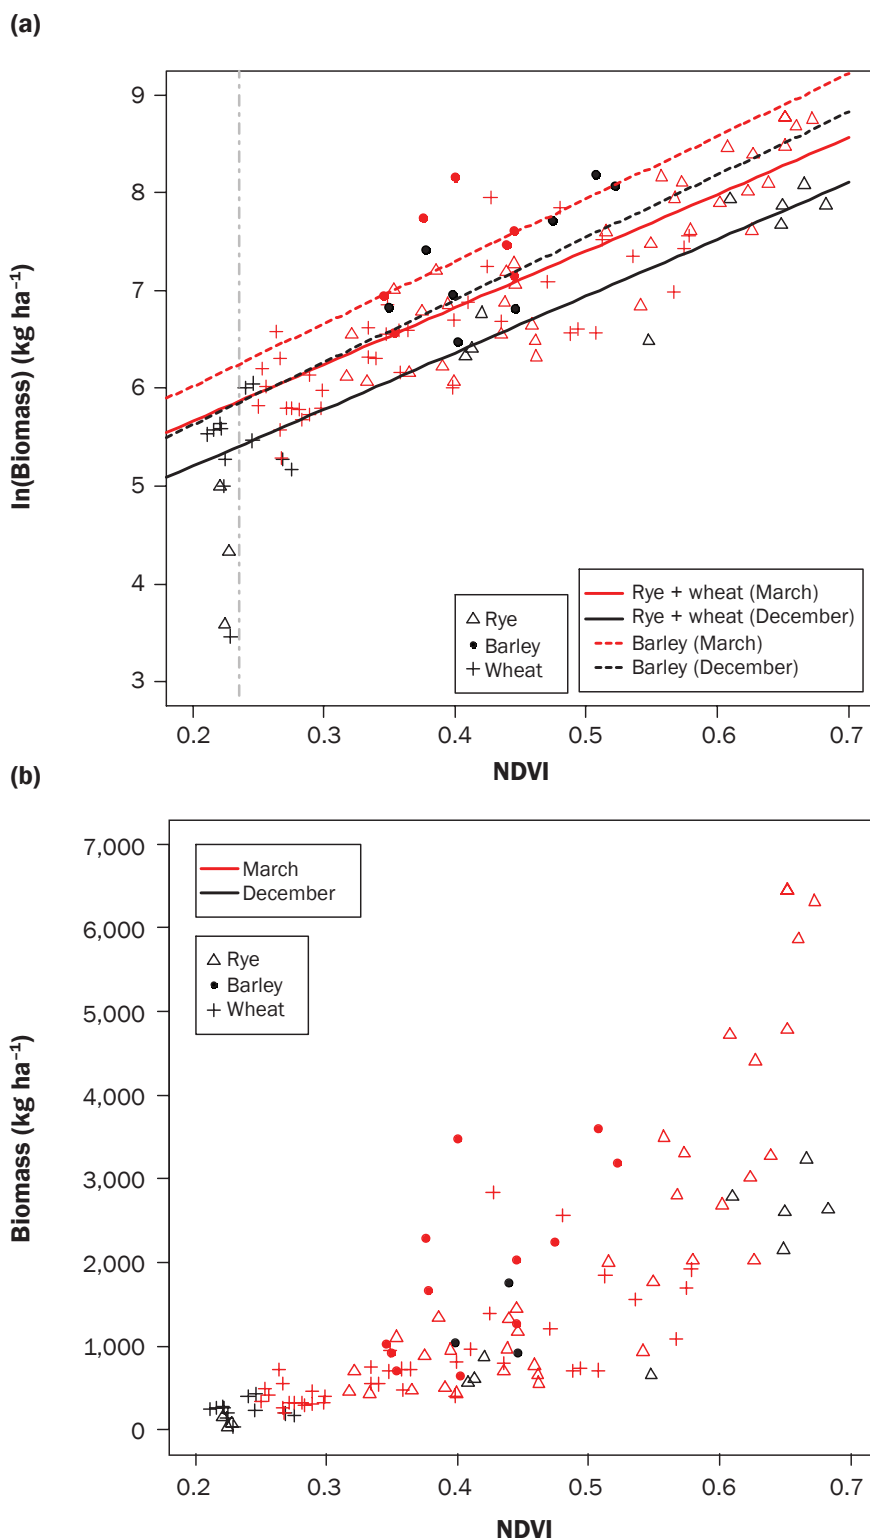 (a)
ln(Biomass) (kg ha⁻¹)
9
8
7
6
5
4
3
Rye
Barley
Wheat
Rye + wheat (March)
Rye + wheat (December)
Barley (March)
Barley (December)
0.2 0.3 0.4 0.5 0.6 0.7
NDVI
(b)
Biomass (kg ha⁻¹)
7,000
6,000
5,000
4,000
3,000
2,000
1,000
0
March
December
Rye
Barley
Wheat
0.2 0.3 0.4 0.5 0.6 0.7
NDVI